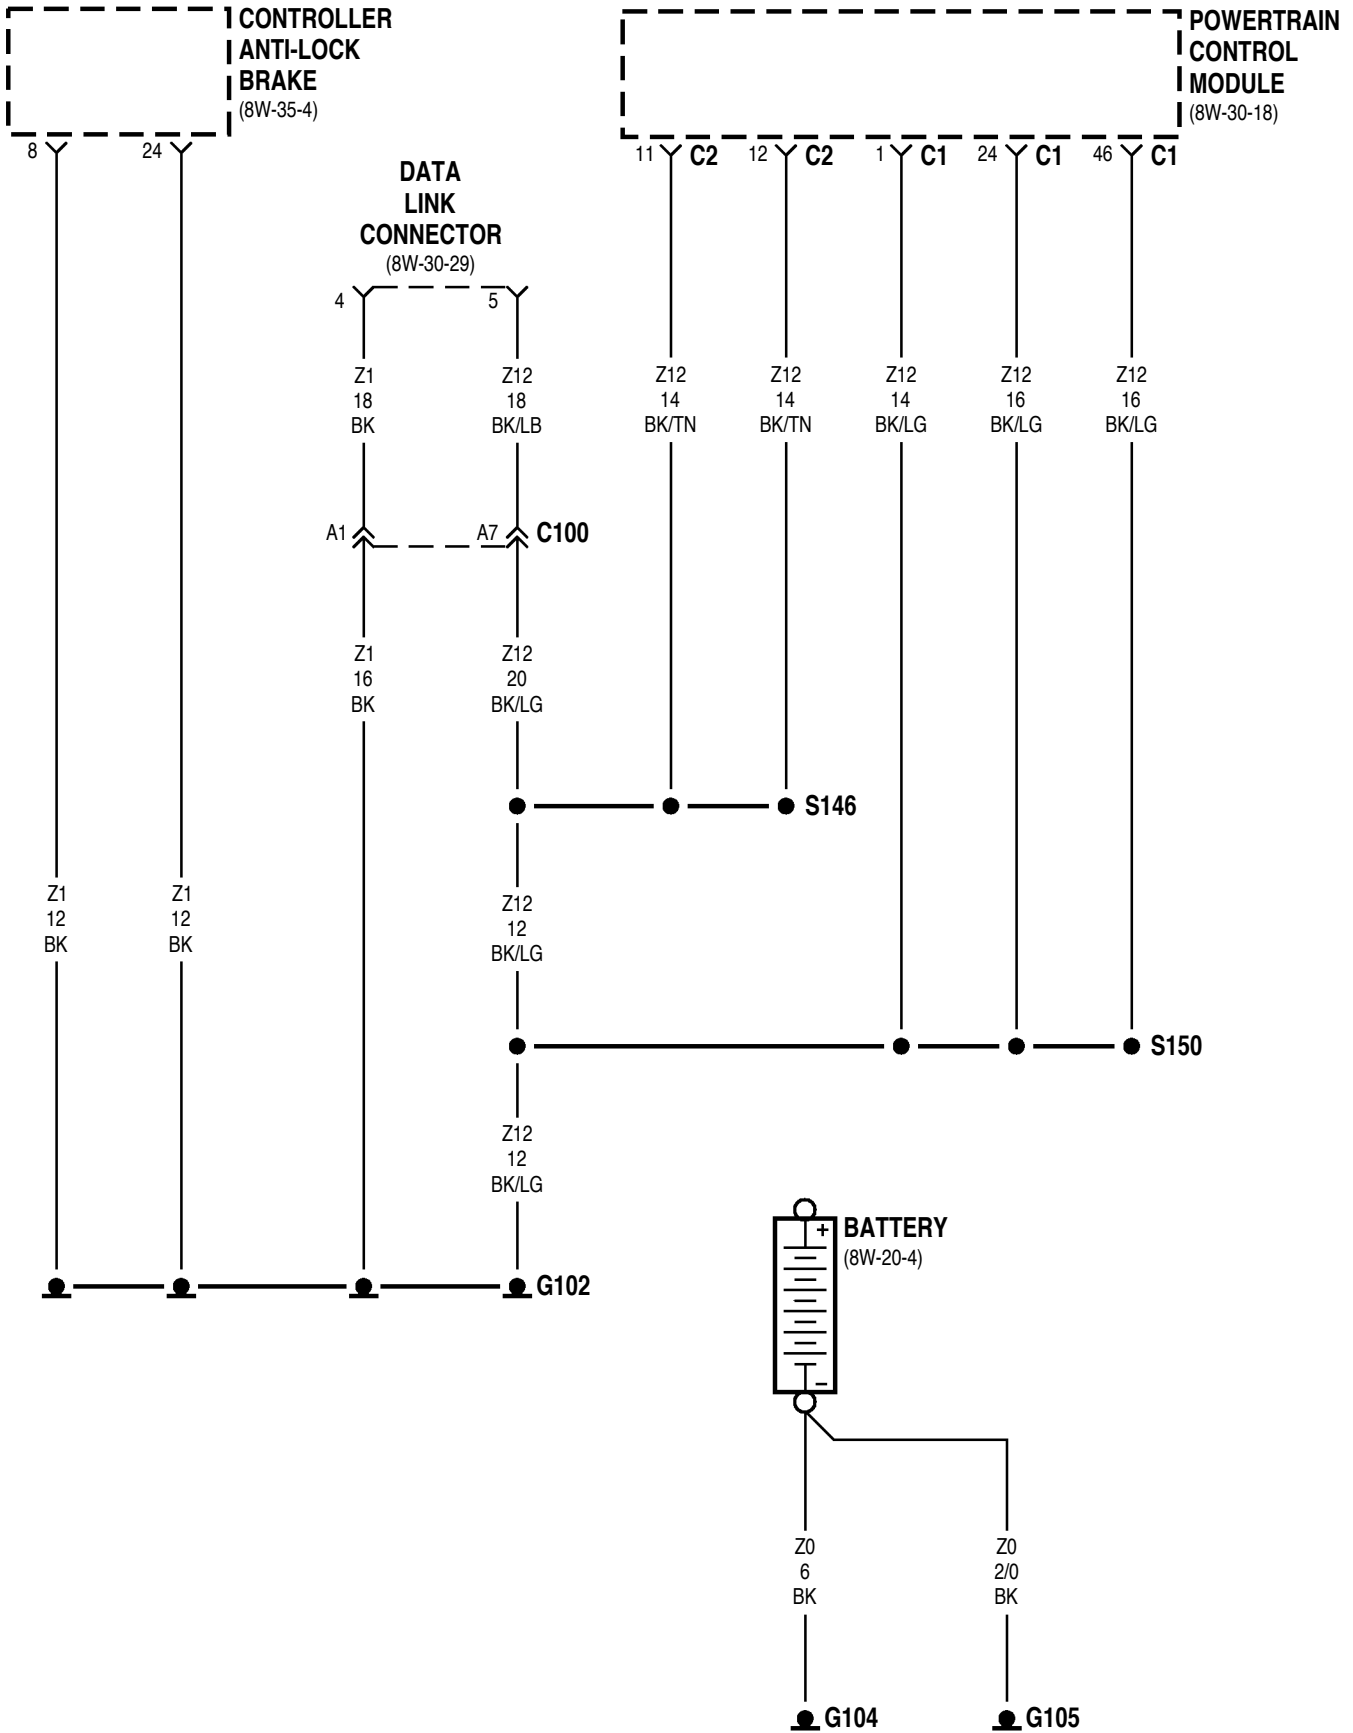 CONTROLLER
ANTI-LOCK
BRAKE
(8W-35-4)
POWERTRAIN
CONTROL
MODULE
(8W-30-18)
8
24
11
C2
12
C2
1
C1
24
C1
46
C1
DATA
LINK
CONNECTOR
(8W-30-29)
4
5
Z1
18
BK
Z12
18
BK/LB
Z12
14
BK/TN
Z12
14
BK/TN
Z12
14
BK/LG
Z12
16
BK/LG
Z12
16
BK/LG
A1
A7
C100
Z1
16
BK
Z12
20
BK/LG
S146
Z1
12
BK
Z1
12
BK
Z12
12
BK/LG
S150
Z12
12
BK/LG
G102
+
BATTERY
(8W-20-4)
–
Z0
6
BK
Z0
2/0
BK
G104
G105